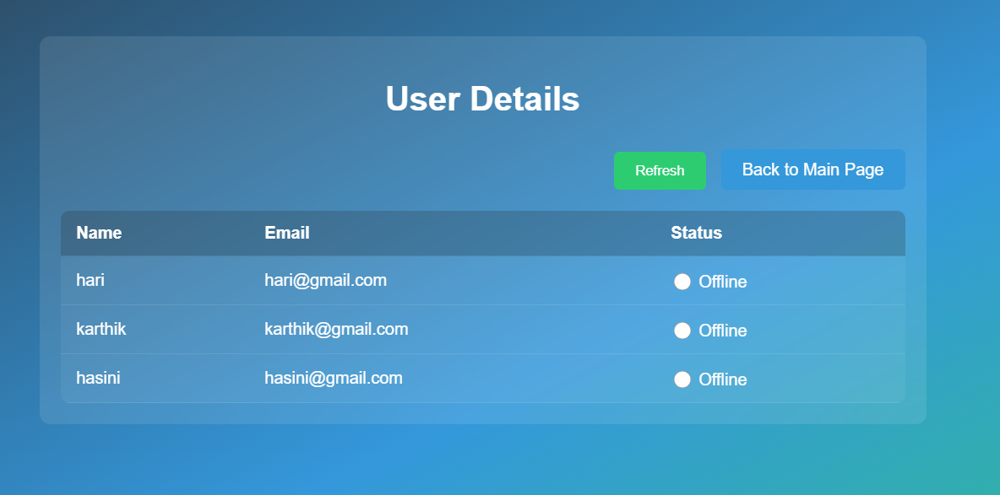 User Details
Refresh Back to Main Page
Name Email Status
hari hari@gmail.com Offline
karthik karthik@gmail.com Offline
hasini hasini@gmail.com Offline